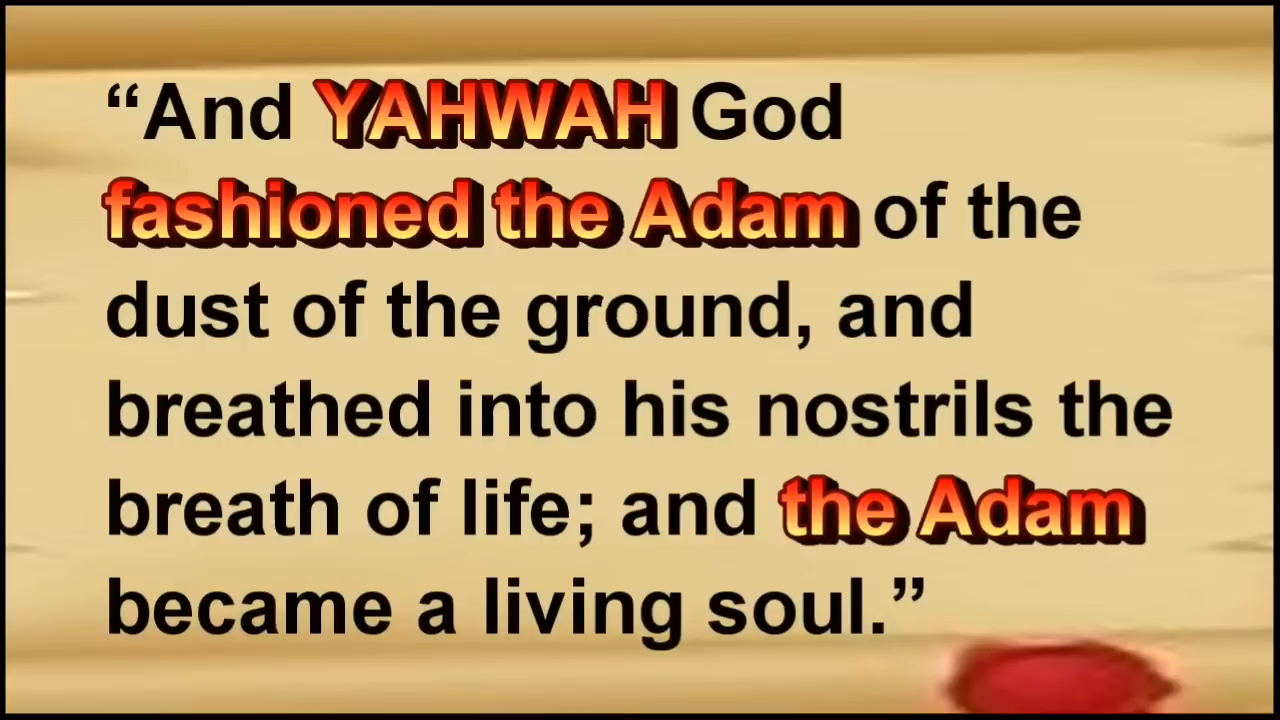 “And YAHWAH God
fashioned the Adam of the
dust of the ground, and
breathed into his nostrils the
breath of life; and the Adam
became a living soul.”